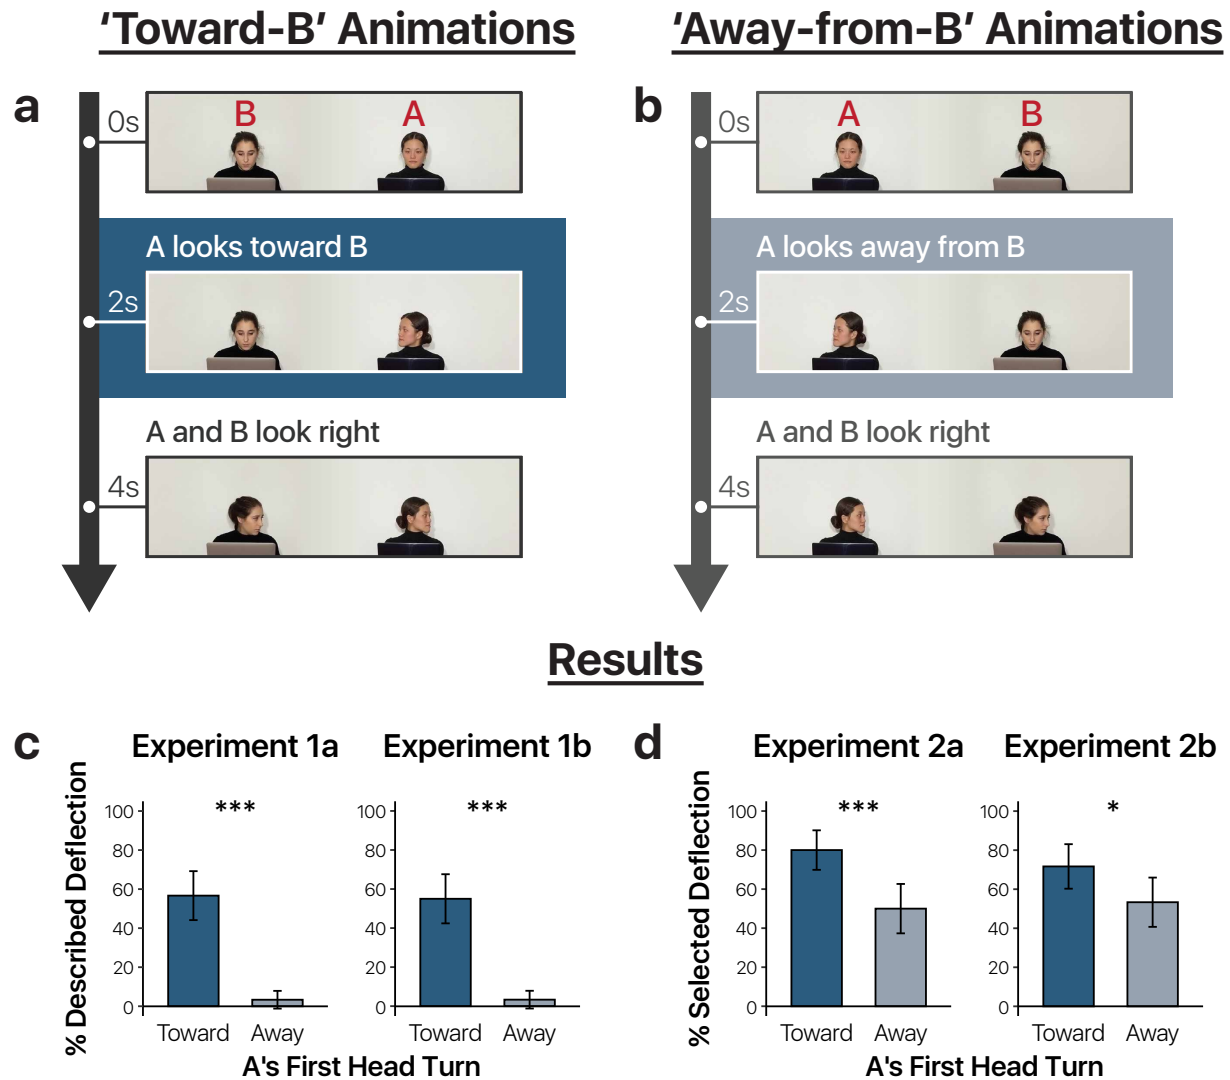 ‘Toward-B’ Animations
‘Away-from-B’ Animations
a
0s
B
A
A looks toward B
2s
A and B look right
4s
b
0s
A
B
A looks away from B
2s
A and B look right
4s
Results
c
Experiment 1a
Experiment 1b
% Described Deflection
100
80
60
40
20
0
***
Toward
Away
100
80
60
40
20
0
***
Toward
Away
A's First Head Turn
d
Experiment 2a
Experiment 2b
% Selected Deflection
100
80
60
40
20
0
***
Toward
Away
100
80
60
40
20
0
*
Toward
Away
A's First Head Turn